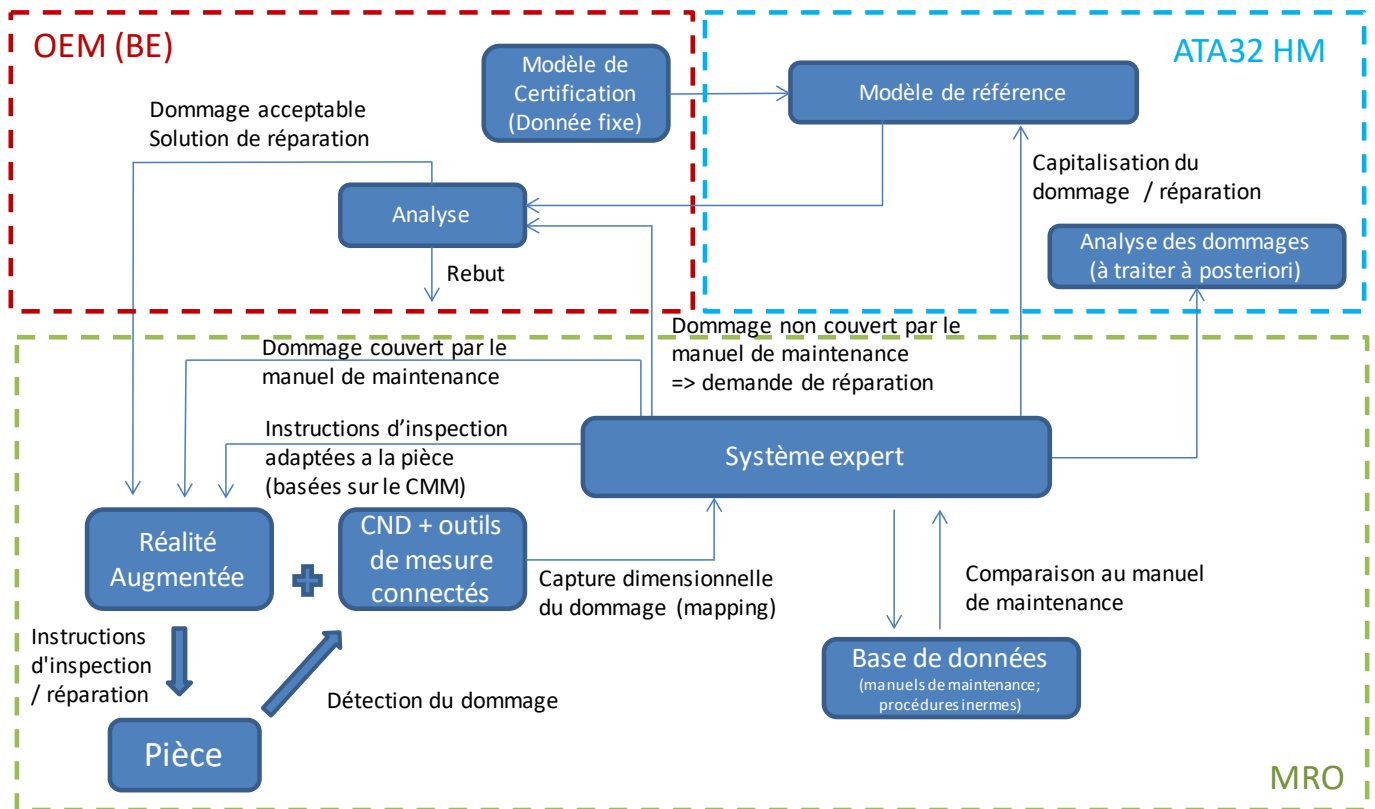 OEM (BE)
ATA32 HM
Modèle de
Certification
(Donnée fixe)
Modèle de référence
Dommage acceptable
Solution de réparation
Capitalisation du
dommage / réparation
Analyse
Analyse des dommages
(à traiter à posteriori)
Rebut
Dommage couvert par le
manuel de maintenance
Dommage non couvert par le
manuel de maintenance
=> demande de réparation
Instructions d’inspection
adaptées a la pièce
(basées sur le CMM)
Système expert
Réalité
Augmentée
CND + outils
de mesure
connectés
Capture dimensionnelle
du dommage (mapping)
Comparaison au manuel
de maintenance
Instructions
d'inspection
/ réparation
Détection du dommage
Base de données
(manuels de maintenance;
procédures inermes)
Pièce
MRO